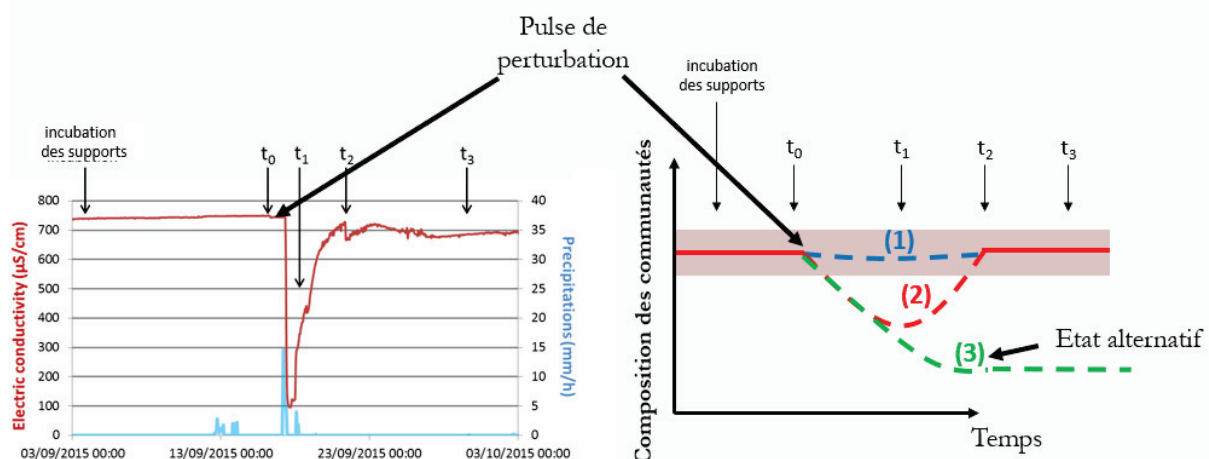 Pulse de
perturbation
incubation
des supports
t0
t1
t2
t3
800
700
600
500
400
300
200
100
0
Electric conductivity (µS/cm)
40
35
30
25
20
15
10
5
0
Precipitations (mm/h)
03/09/2015 00:00
13/09/2015 00:00
23/09/2015 00:00
03/10/2015 00:00
incubation
des supports
t0
t1
t2
t3
Composition des communautés
(1)
(2)
(3)
Etat alternatif
Temps